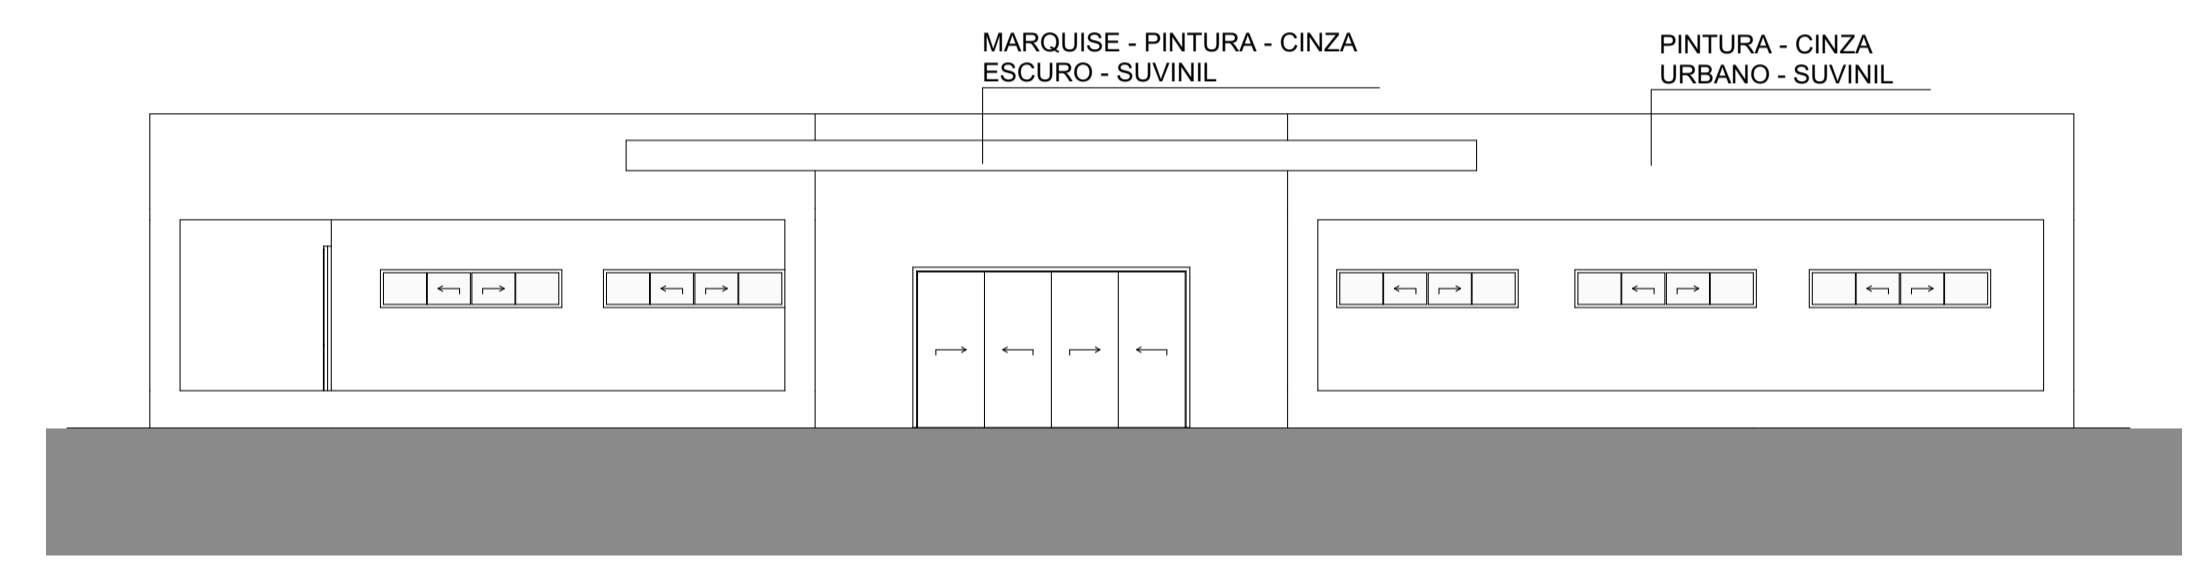 MARQUISE - PINTURA - CINZA
ESCURO - SUVINIL
PINTURA - CINZA
URBANO - SUVINIL